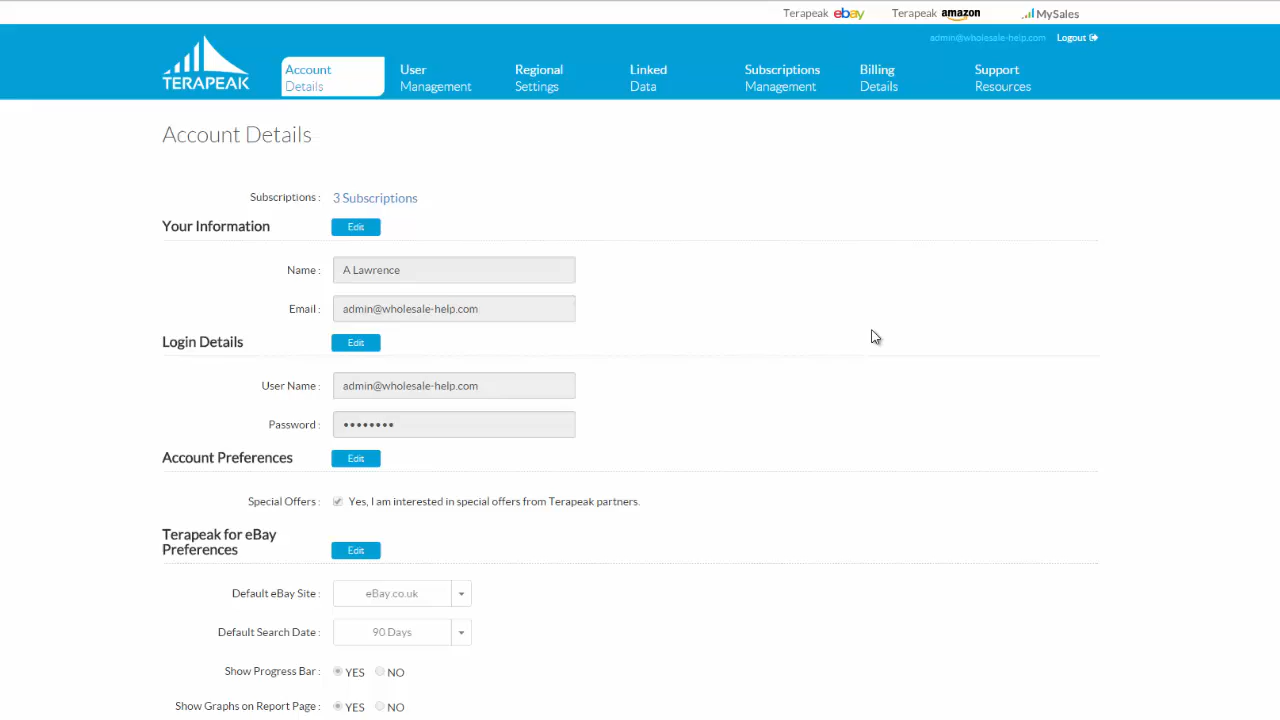 Terapeak ebay Terapeak amazon MySales
admin@wholesale-help.com Logout
TERAPEAK
Account Details
User Management
Regional Settings
Linked Data
Subscriptions Management
Billing Details
Support Resources
Account Details
Subscriptions : 3 Subscriptions
Your Information Edit
Name : A Lawrence
Email : admin@wholesale-help.com
Login Details Edit
User Name : admin@wholesale-help.com
Password : ••••••••
Account Preferences Edit
Special Offers : Yes, I am interested in special offers from Terapeak partners.
Terapeak for eBay
Preferences Edit
Default eBay Site : eBay.co.uk
Default Search Date : 90 Days
Show Progress Bar : YES NO
Show Graphs on Report Page : YES NO